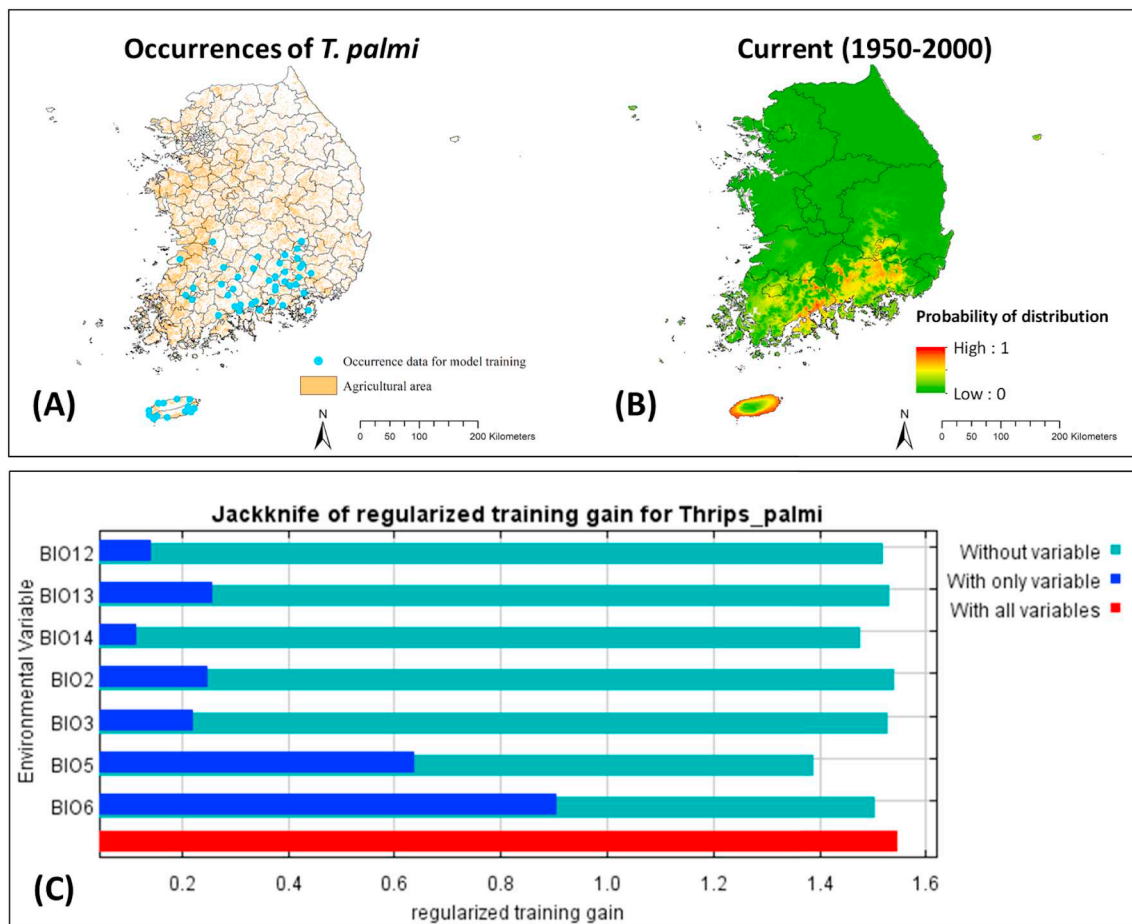 Occurrences of T. palmi
Occurrence data for model training
Agricultural area
(A)
N
0 50 100 200 Kilometers
Current (1950-2000)
Probability of distribution
High : 1
Low : 0
(B)
N
0 50 100 200 Kilometers
Jackknife of regularized training gain for Thrips_palmi
Environmental Variable
BIO12
BIO13
BIO14
BIO2
BIO3
BIO5
BIO6
Without variable
With only variable
With all variables
0.2 0.4 0.6 0.8 1.0 1.2 1.4 1.6
regularized training gain
(C)